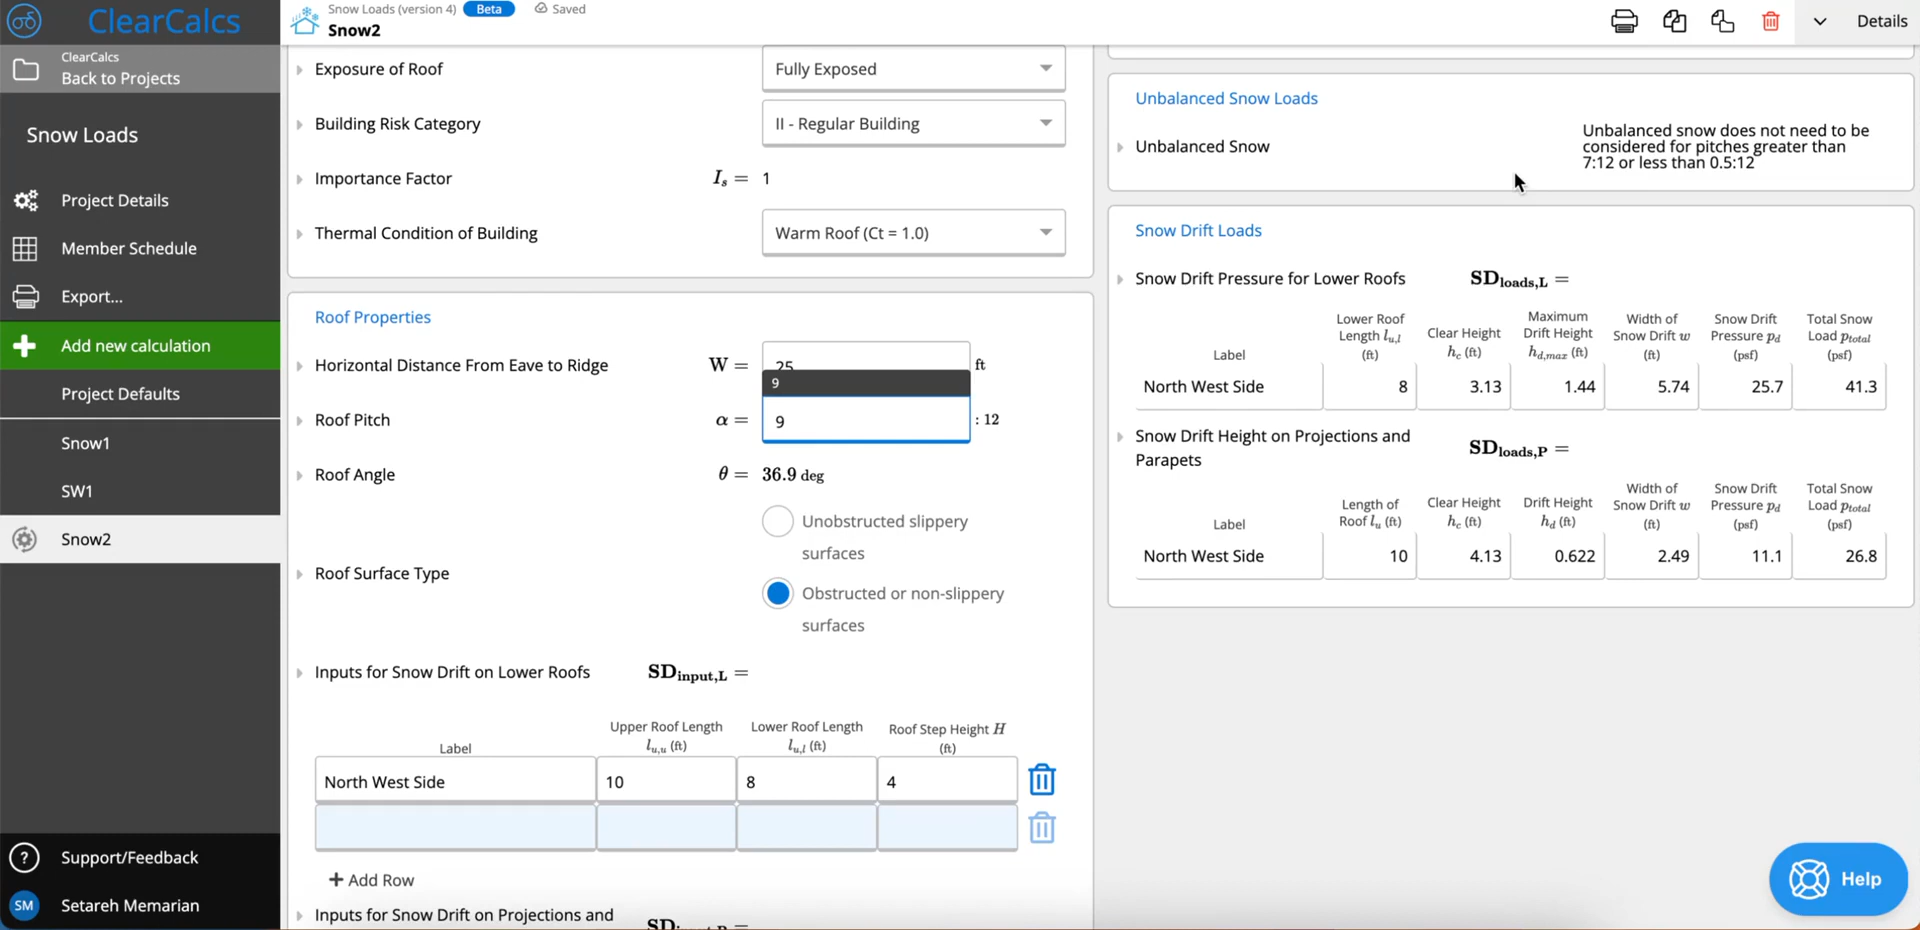 ClearCalcs
ClearCalcs
Back to Projects
Snow Loads
Project Details
Member Schedule
Export...
Add new calculation
Project Defaults
Snow1
SW1
Snow2
?
Support/Feedback
SM
Setareh Memarian
Snow Loads (version 4)
Beta
Saved
Snow2
Details
Exposure of Roof
Fully Exposed
Building Risk Category
II - Regular Building
Importance Factor
Is = 1
Thermal Condition of Building
Warm Roof (Ct = 1.0)
Roof Properties
Horizontal Distance From Eave to Ridge
W = 25 ft
9
Roof Pitch
α = 9 : 12
Roof Angle
θ = 36.9 deg
Roof Surface Type
Unobstructed slippery
surfaces
Obstructed or non-slippery
surfaces
Inputs for Snow Drift on Lower Roofs
SDinput,L =
Label
Upper Roof Length
lu,u (ft)
Lower Roof Length
lu,l (ft)
Roof Step Height H
(ft)
North West Side 10 8 4
+ Add Row
Inputs for Snow Drift on Projections and
Unbalanced Snow Loads
Unbalanced Snow
Unbalanced snow does not need to be
considered for pitches greater than
7:12 or less than 0.5:12
Snow Drift Loads
Snow Drift Pressure for Lower Roofs
SDloads,L =
Label
Lower Roof
Length lu,l
(ft)
Clear Height
hc (ft)
Maximum
Drift Height
hd,max (ft)
Width of
Snow Drift w
(ft)
Snow Drift
Pressure pd
(psf)
Total Snow
Load ptotal
(psf)
North West Side 8 3.13 1.44 5.74 25.7 41.3
Snow Drift Height on Projections and
Parapets
SDloads,P =
Label
Length of
Roof lu (ft)
Clear Height
hc (ft)
Drift Height
hd (ft)
Width of
Snow Drift w
(ft)
Snow Drift
Pressure pd
(psf)
Total Snow
Load ptotal
(psf)
North West Side 10 4.13 0.622 2.49 11.1 26.8
Help